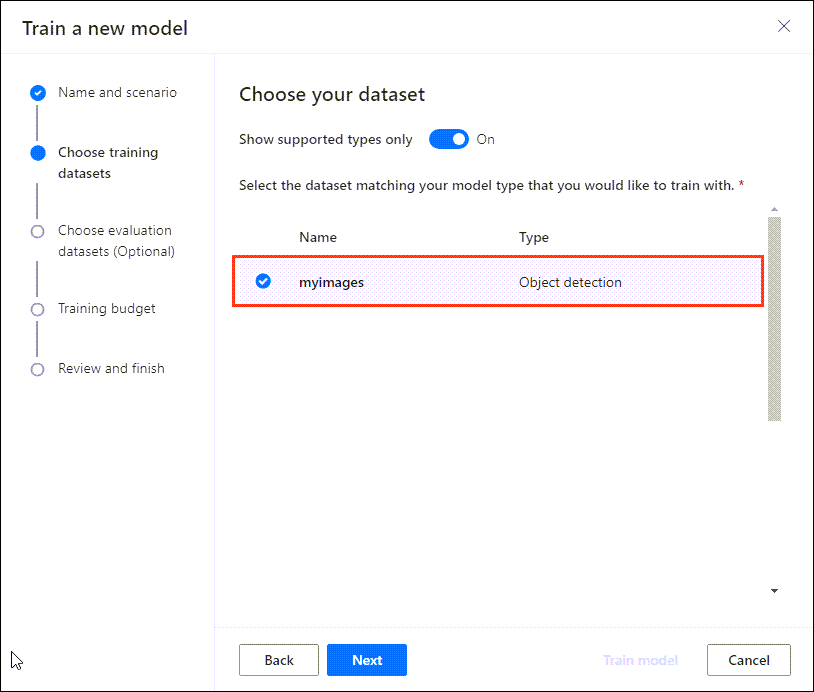 Train a new model
Name and scenario
Choose training
datasets
Choose evaluation
datasets (Optional)
Training budget
Review and finish
Choose your dataset
Show supported types only On
Select the dataset matching your model type that you would like to train with. *
Name Type
myimages Object detection
Back Next Train model Cancel